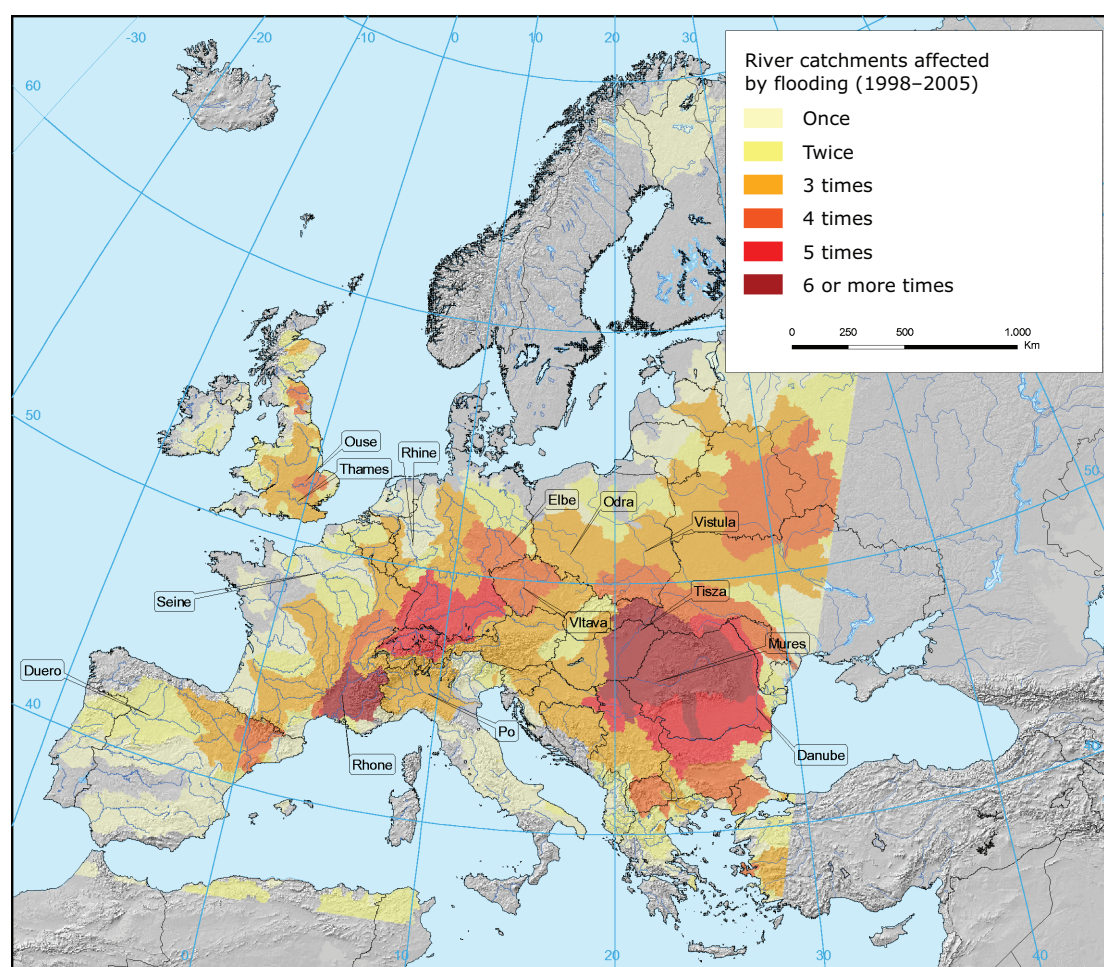 -30
-20
-10
0
10
20
30
60
River catchments affected
by flooding (1998–2005)
Once
Twice
3 times
4 times
5 times
6 or more times
0
250
500
1.000
Km
50
50
Ouse
Rhine
Thames
Elbe
Odra
Vistula
Seine
Tisza
Vltava
Mures
Duero
40
Po
Danube
Rhone
0
10
20
30
40